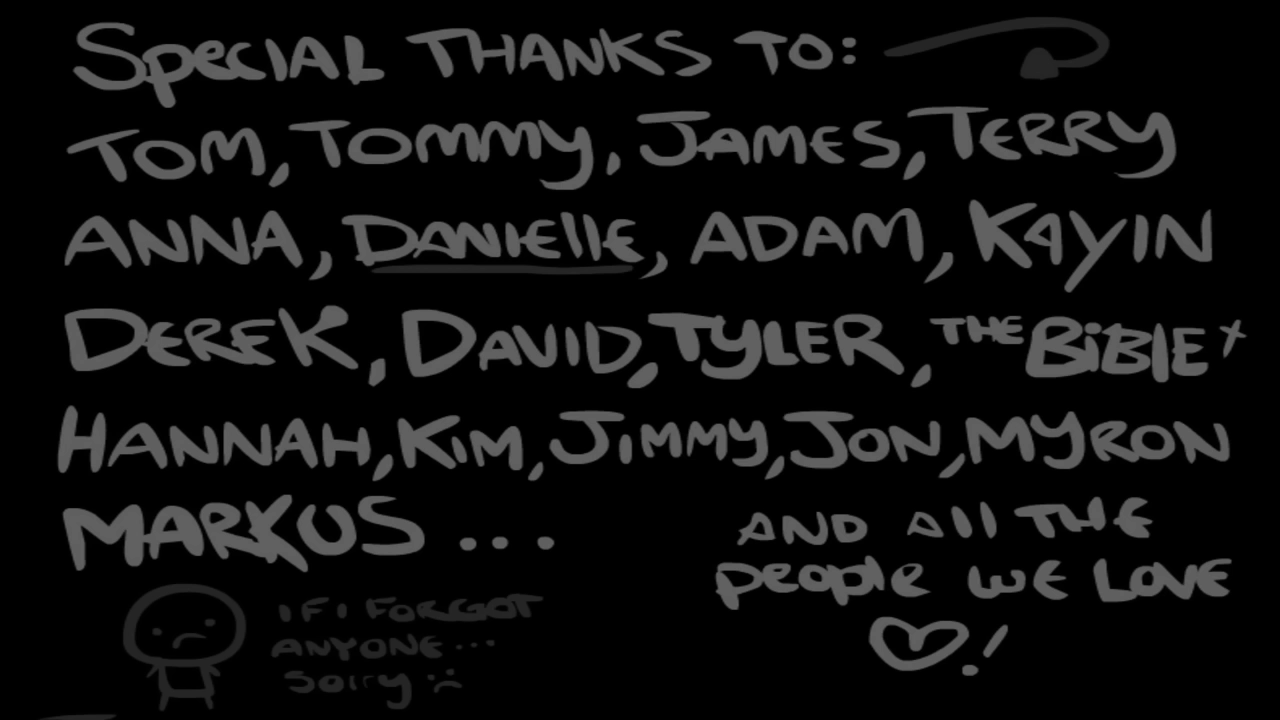 SPecIAL THANKS TO:
TOM, TOMMY, JAMES, TERRY
ANNA, DANIElle, ADAM, KAYIN
DEREK, DAVID, TYLER, THE BiBLE+
HANNAH, KiM, JiMMY, JON, MYRON
MARKUS ...
AND All THE
people WE LOVE
♡!
IF I FORGOT
ANYONE...
Sorry :(